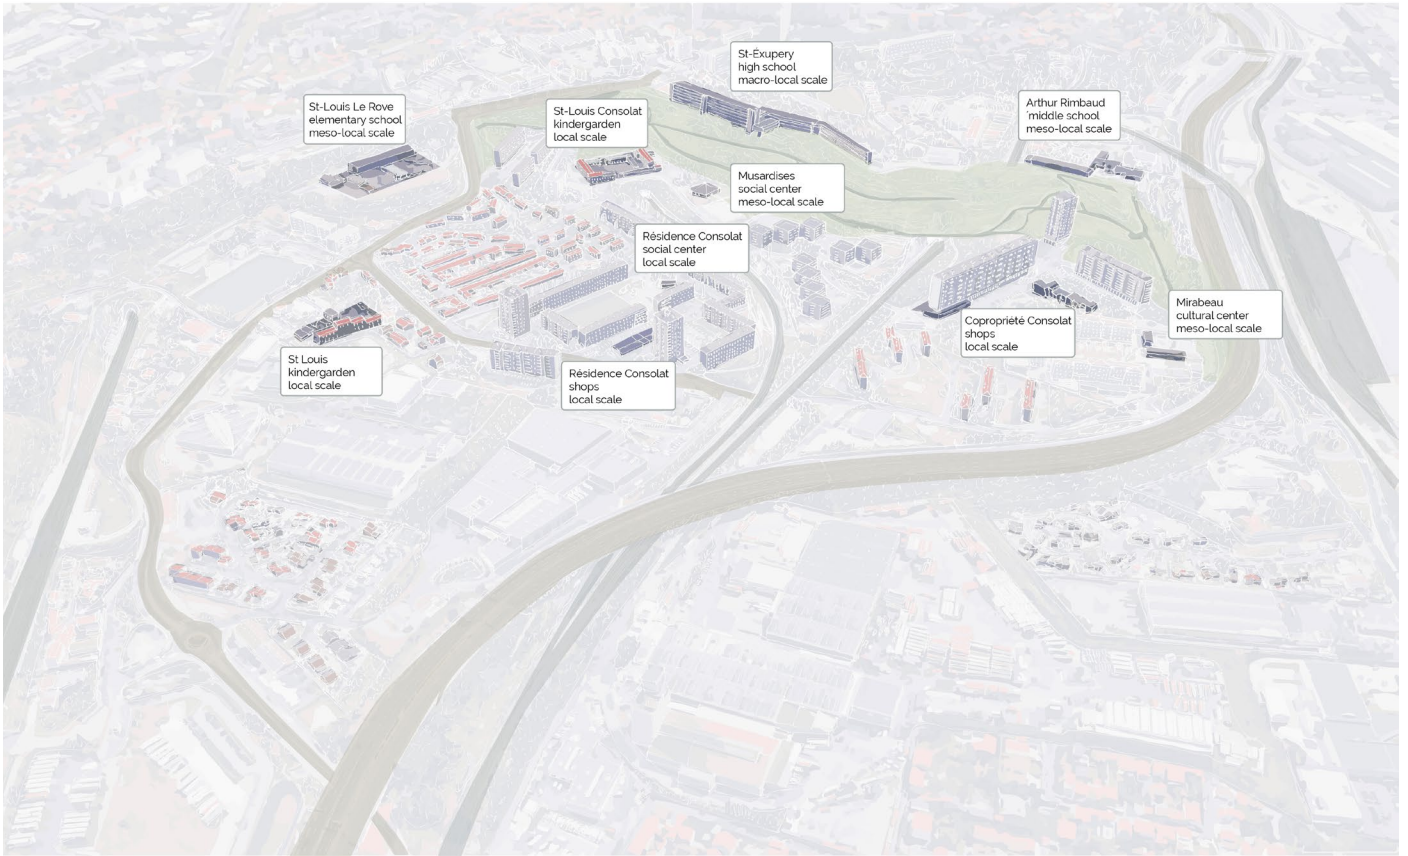 St-Éxupery
high school
macro-local scale
St-Louis Le Rove
elementary school
meso-local scale
St-Louis Consolat
kindergarden
local scale
Arthur Rimbaud
'middle school
meso-local scale
Musardises
social center
meso-local scale
Résidence Consolat
social center
local scale
Mirabeau
cultural center
meso-local scale
Copropriété Consolat
shops
local scale
St Louis
kindergarden
local scale
Résidence Consolat
shops
local scale